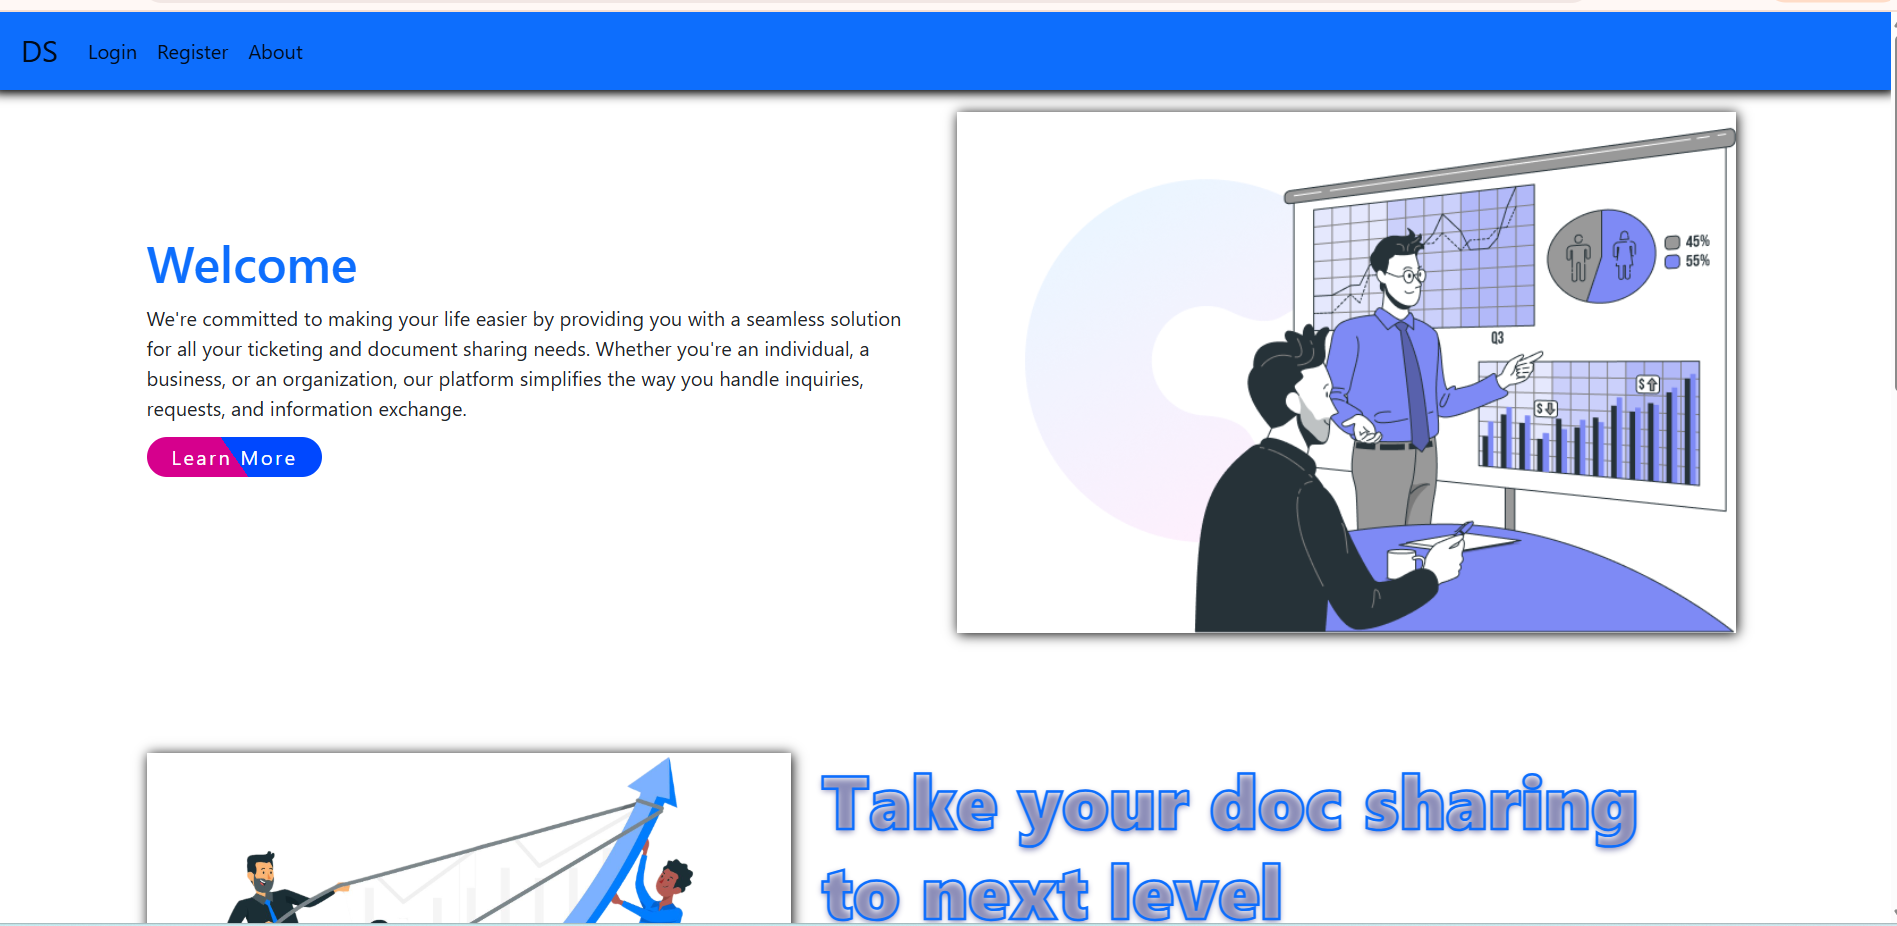 DS Login Register About
Welcome
We're committed to making your life easier by providing you with a seamless solution
for all your ticketing and document sharing needs. Whether you're an individual, a
business, or an organization, our platform simplifies the way you handle inquiries,
requests, and information exchange.
Learn More
45%
55%
Q3
$
$
Take your doc sharing
to next level